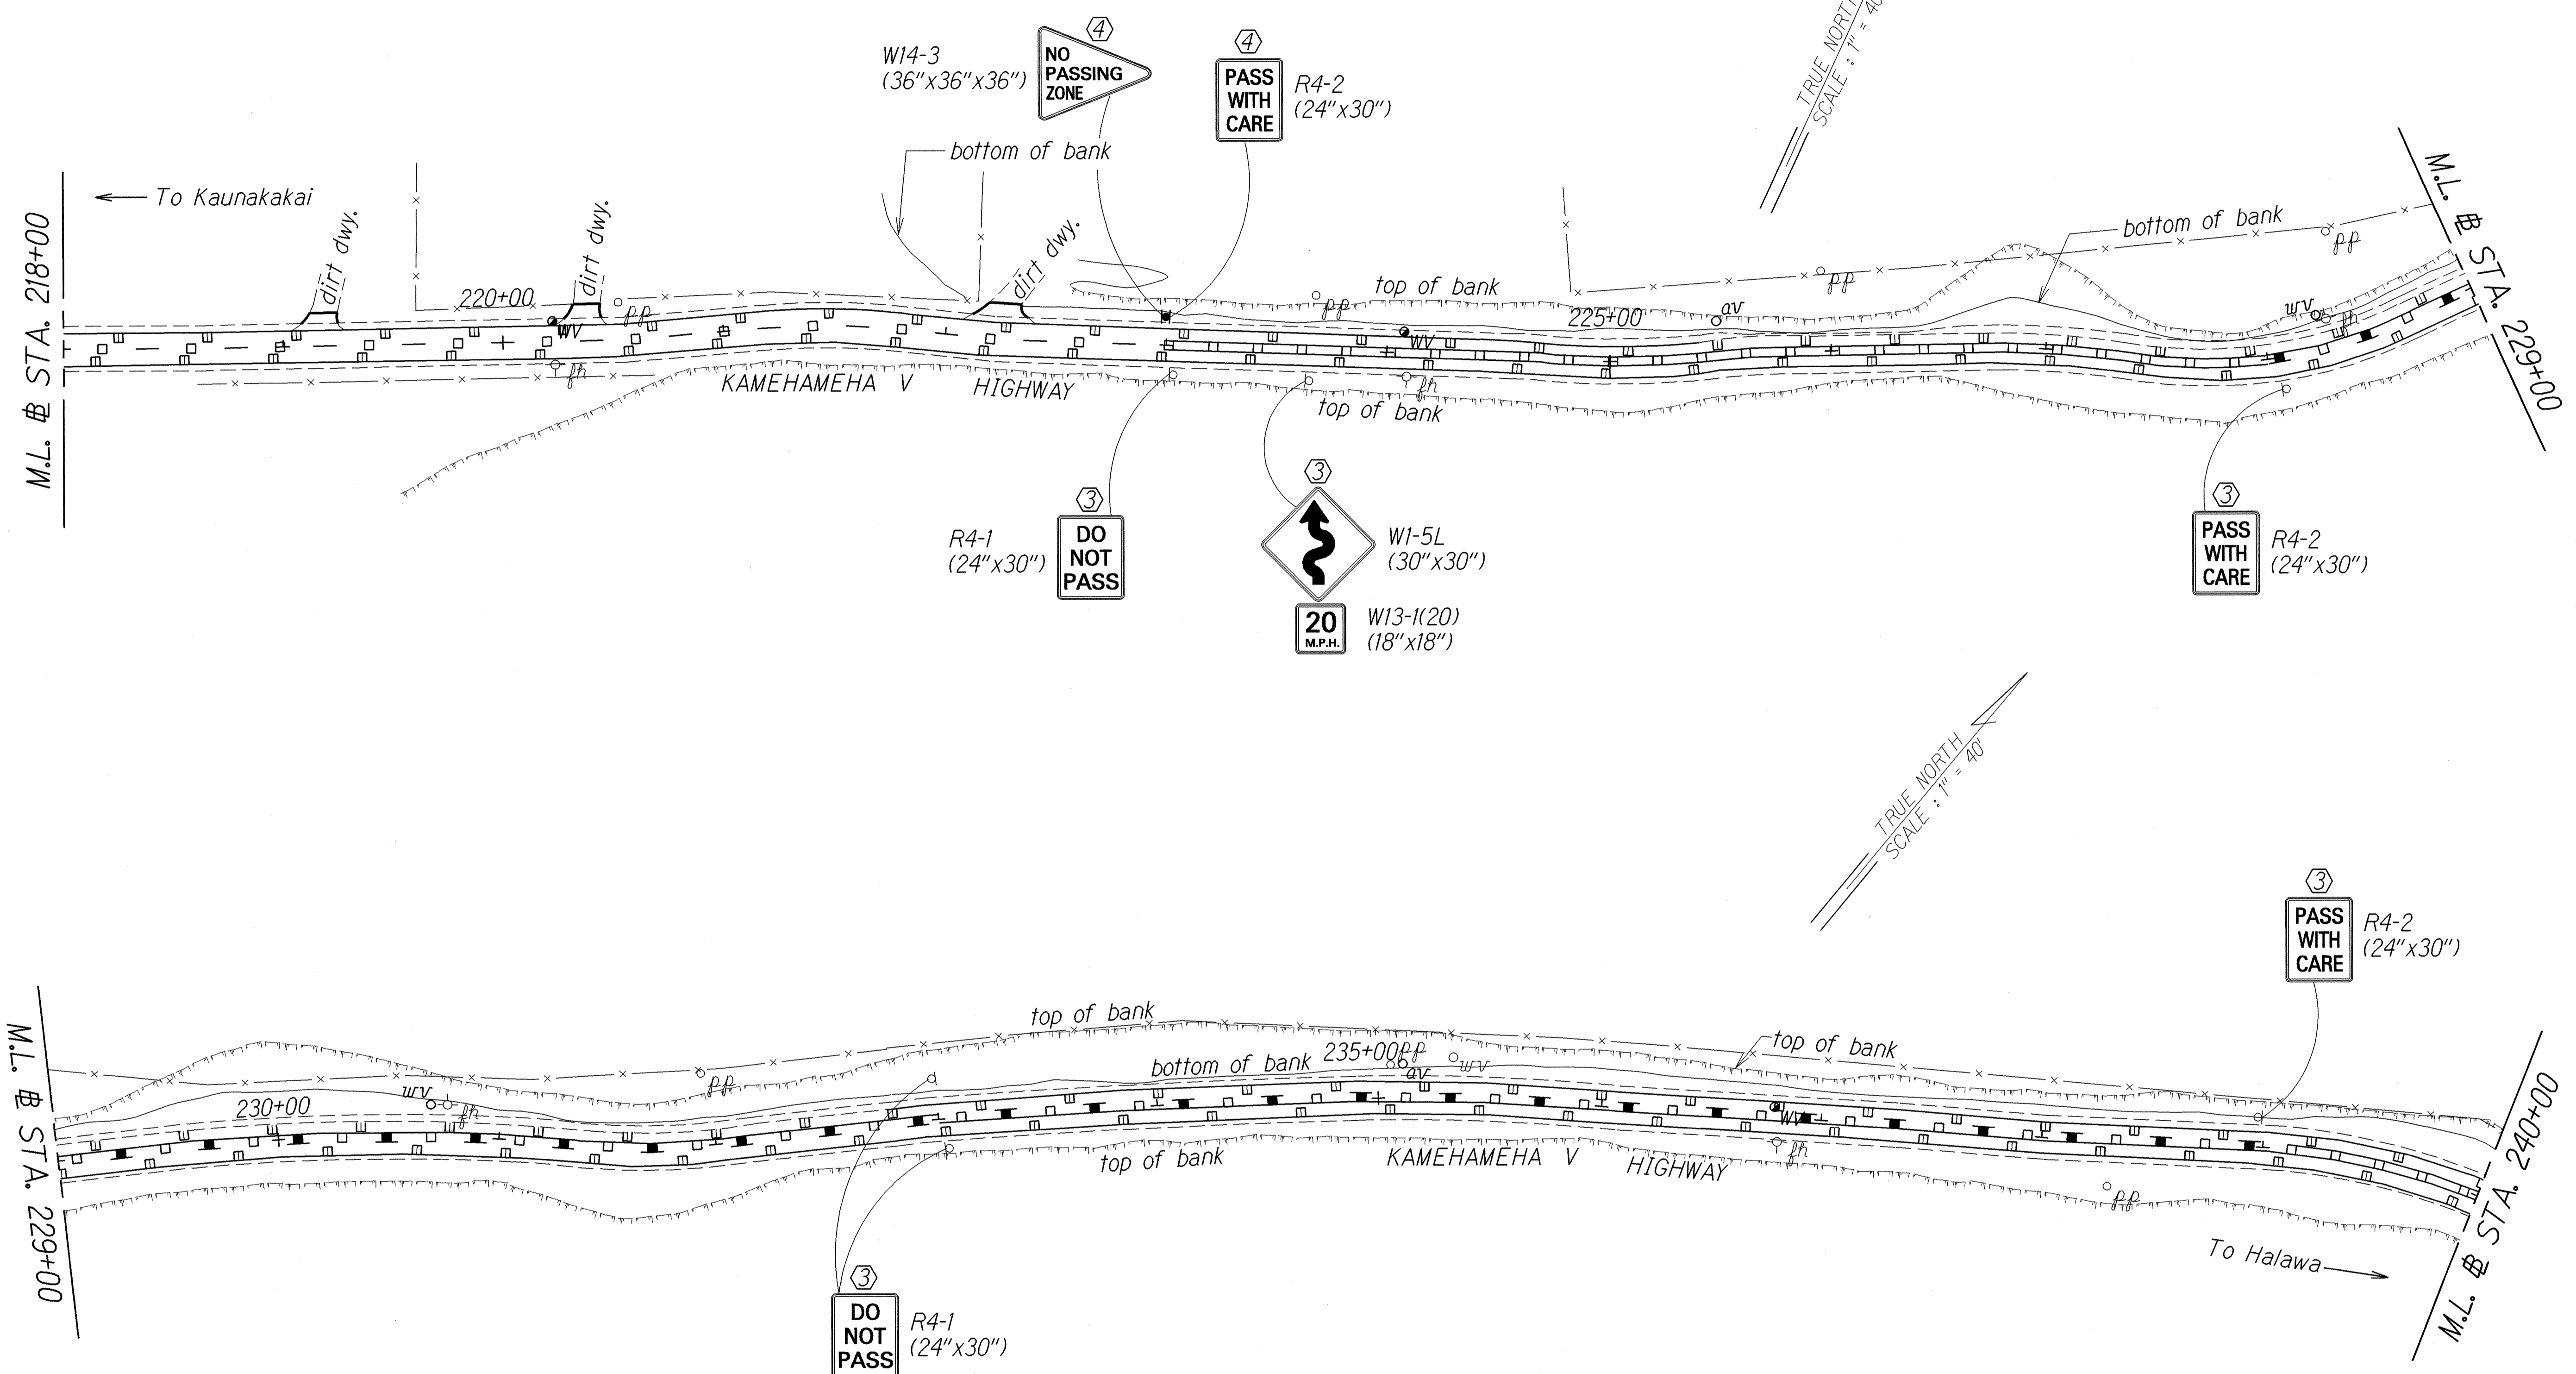 TRUE NORTH
SCALE : 1" = 40'
W14-3
(36"x36"x36")
4
NO
PASSING
ZONE
4
PASS
WITH
CARE
R4-2
(24"x30")
bottom of bank
To Kaunakakai
M.L. BL STA. 218+00
dirt dwy.
dirt dwy.
dirt dwy.
220+00
wv
pp
fh
KAMEHAMEHA V HIGHWAY
pp
top of bank
wv
fh
top of bank
225+00
av
pp
bottom of bank
pp
wv
fh
M.L. BL STA. 229+00
3
DO
NOT
PASS
R4-1
(24"x30")
3
W1-5L
(30"x30")
20
M.P.H.
W13-1(20)
(18"x18")
3
PASS
WITH
CARE
R4-2
(24"x30")
TRUE NORTH
SCALE : 1" = 40'
3
PASS
WITH
CARE
R4-2
(24"x30")
M.L. BL STA. 229+00
230+00
wv
fh
pp
top of bank
bottom of bank
235+00
pp
av
wv
top of bank
wv
fh
top of bank
KAMEHAMEHA V HIGHWAY
pp
To Halawa
M.L. BL STA. 240+00
3
DO
NOT
PASS
R4-1
(24"x30")